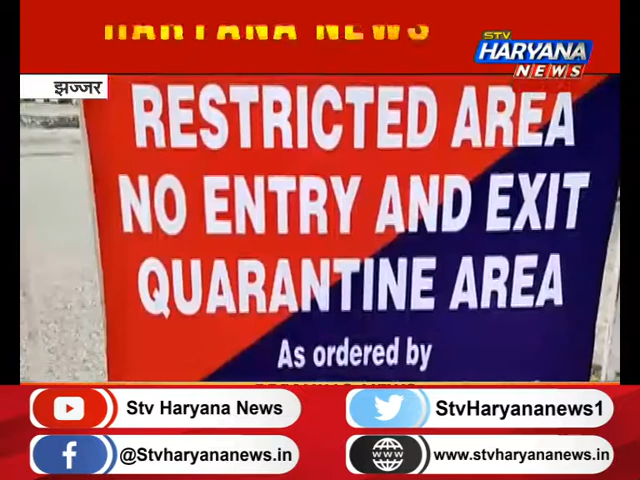 HARYANA NEWS
STV
HARYANA
NEWS
झज्जर
RESTRICTED AREA
NO ENTRY AND EXIT
QUARANTINE AREA
As ordered by
Stv Haryana News
StvHaryananews1
@Stvharyananews.in
www.stvharyananews.in